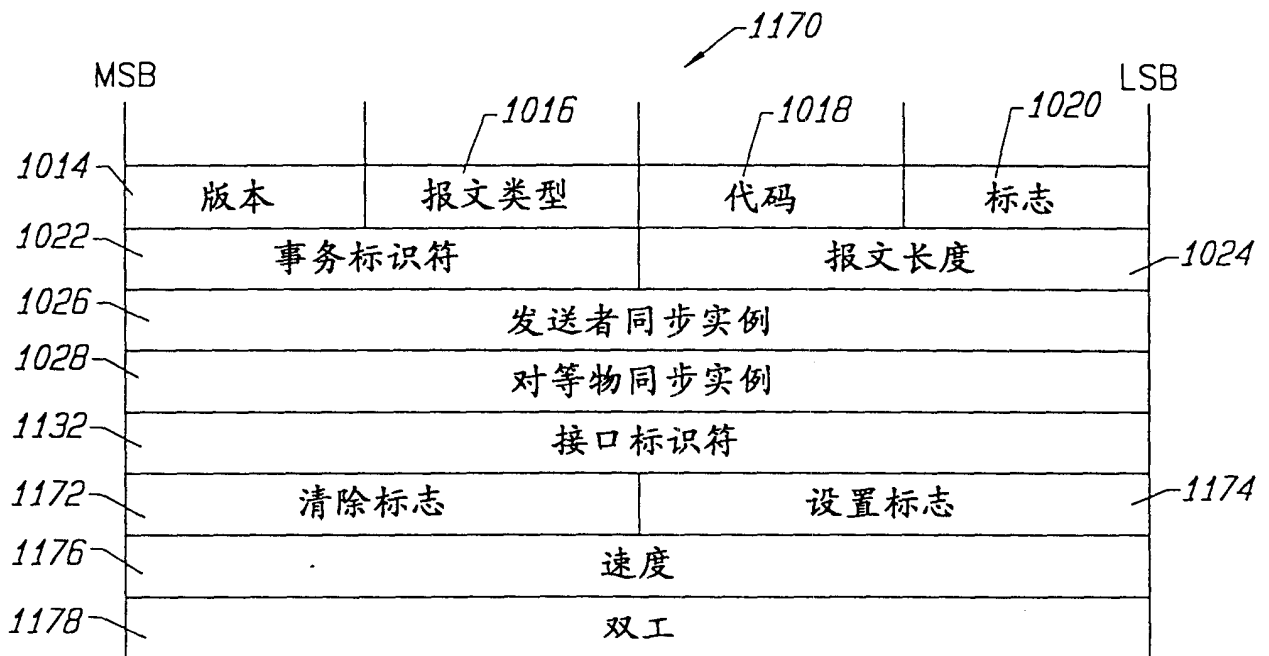 1170
MSB LSB
1016 1018 1020
1014 版本 报文类型 代码 标志
1022 事务标识符 报文长度 1024
1026 发送者同步实例
1028 对等物同步实例
1132 接口标识符
1172 清除标志 设置标志 1174
1176 速度
1178 双工